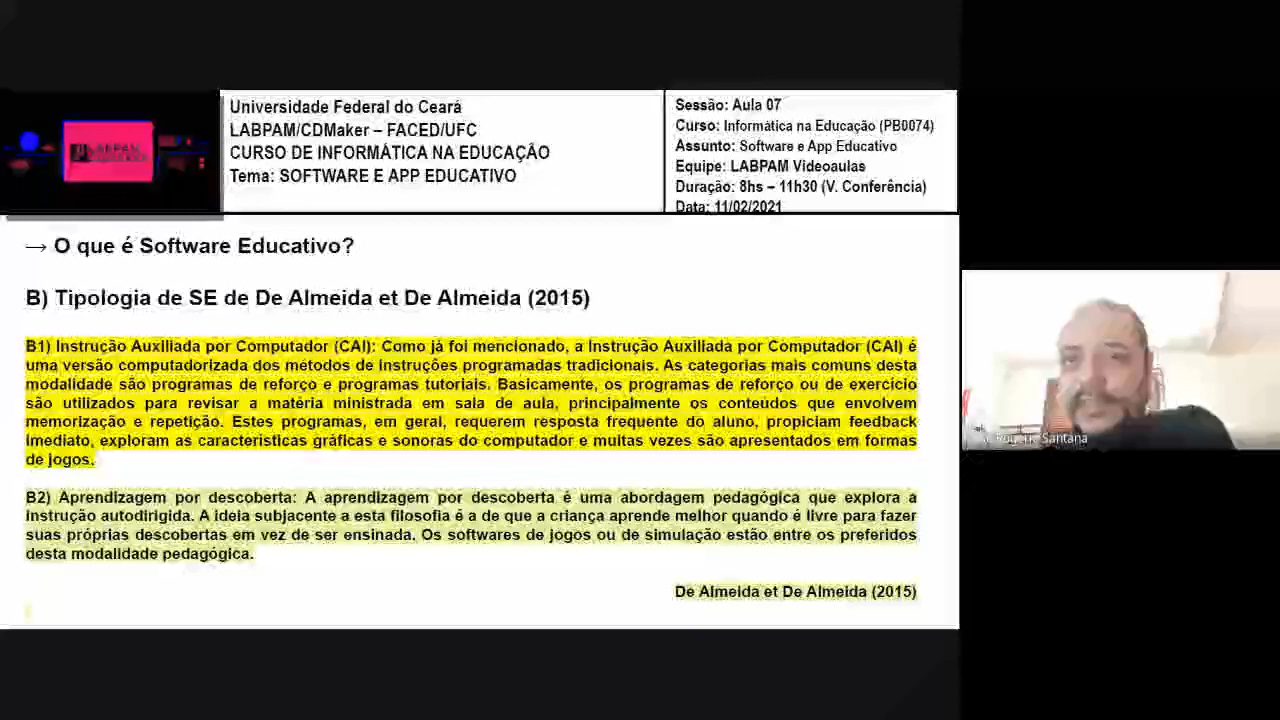 Universidade Federal do Ceará
LABPAM/CDMaker – FACED/UFC
CURSO DE INFORMÁTICA NA EDUCAÇÃO
Tema: SOFTWARE E APP EDUCATIVO
Sessão: Aula 07
Curso: Informática na Educação (PB0074)
Assunto: Software e App Educativo
Equipe: LABPAM Videoaulas
Duração: 8hs – 11h30 (V. Conferência)
Data: 11/02/2021
→ O que é Software Educativo?
B) Tipologia de SE de De Almeida et De Almeida (2015)
B1) Instrução Auxiliada por Computador (CAI): Como já foi mencionado, a Instrução Auxiliada por Computador (CAI) é
uma versão computadorizada dos métodos de instruções programadas tradicionais. As categorias mais comuns desta
modalidade são programas de reforço e programas tutoriais. Basicamente, os programas de reforço ou de exercício
são utilizados para revisar a matéria ministrada em sala de aula, principalmente os conteúdos que envolvem
memorização e repetição. Estes programas, em geral, requerem resposta frequente do aluno, propiciam feedback
imediato, exploram as características gráficas e sonoras do computador e muitas vezes são apresentados em formas
de jogos.
B2) Aprendizagem por descoberta: A aprendizagem por descoberta é uma abordagem pedagógica que explora a
instrução autodirigida. A ideia subjacente a esta filosofia é a de que a criança aprende melhor quando é livre para fazer
suas próprias descobertas em vez de ser ensinada. Os softwares de jogos ou de simulação estão entre os preferidos
desta modalidade pedagógica.
De Almeida et De Almeida (2015)
Santana